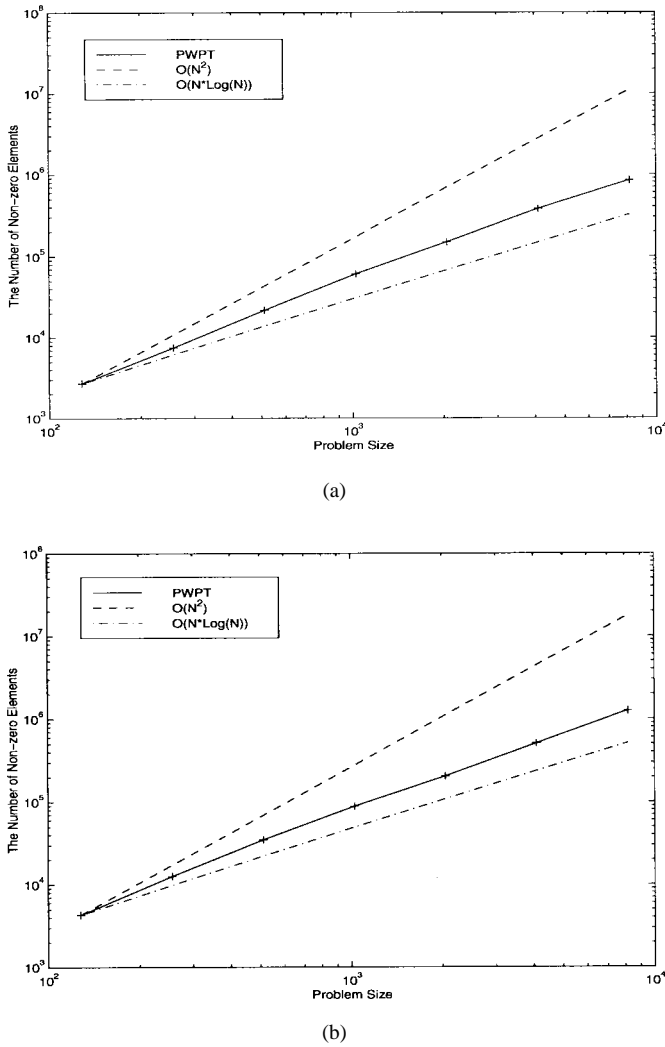 10^8
10^7
10^6
10^5
10^4
10^3
The Number of Non-zero Elements
PWPT
O(N^2)
O(N*Log(N))
10^2
10^3
10^4
Problem Size
(a)
10^8
10^7
10^6
10^5
10^4
10^3
The Number of Non-zero Elements
PWPT
O(N^2)
O(N*Log(N))
10^2
10^3
10^4
Problem Size
(b)